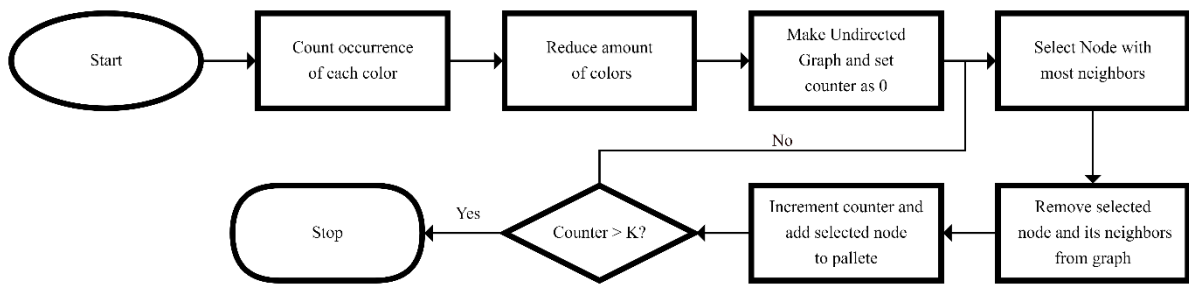 Start
Count occurrence
of each color
Reduce amount
of colors
Make Undirected
Graph and set
counter as 0
Select Node with
most neighbors
No
Remove selected
node and its neighbors
from graph
Increment counter and
add selected node
to pallete
Counter > K?
Yes
Stop